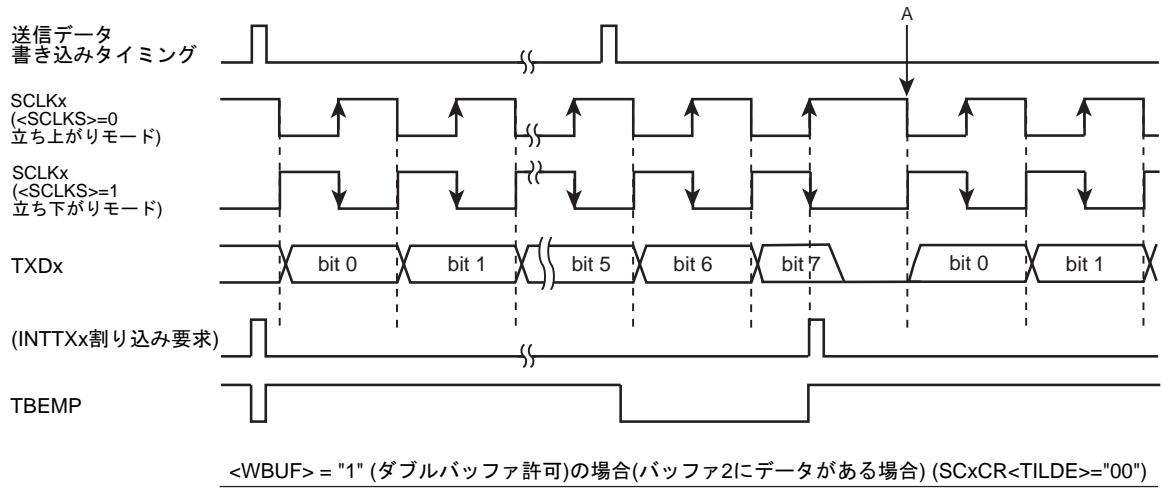 送信データ
書き込みタイミング
A
SCLKx
(<SCLKS>=0
立ち上がりモード)
SCLKx
(<SCLKS>=1
立ち下がりモード)
TXDx
bit 0
bit 1
bit 5
bit 6
bit 7
bit 0
bit 1
(INTTXx割り込み要求)
TBEMP
<WBUF> = "1" (ダブルバッファ許可)の場合(バッファ2にデータがある場合) (SCxCR<TILDE>="00")